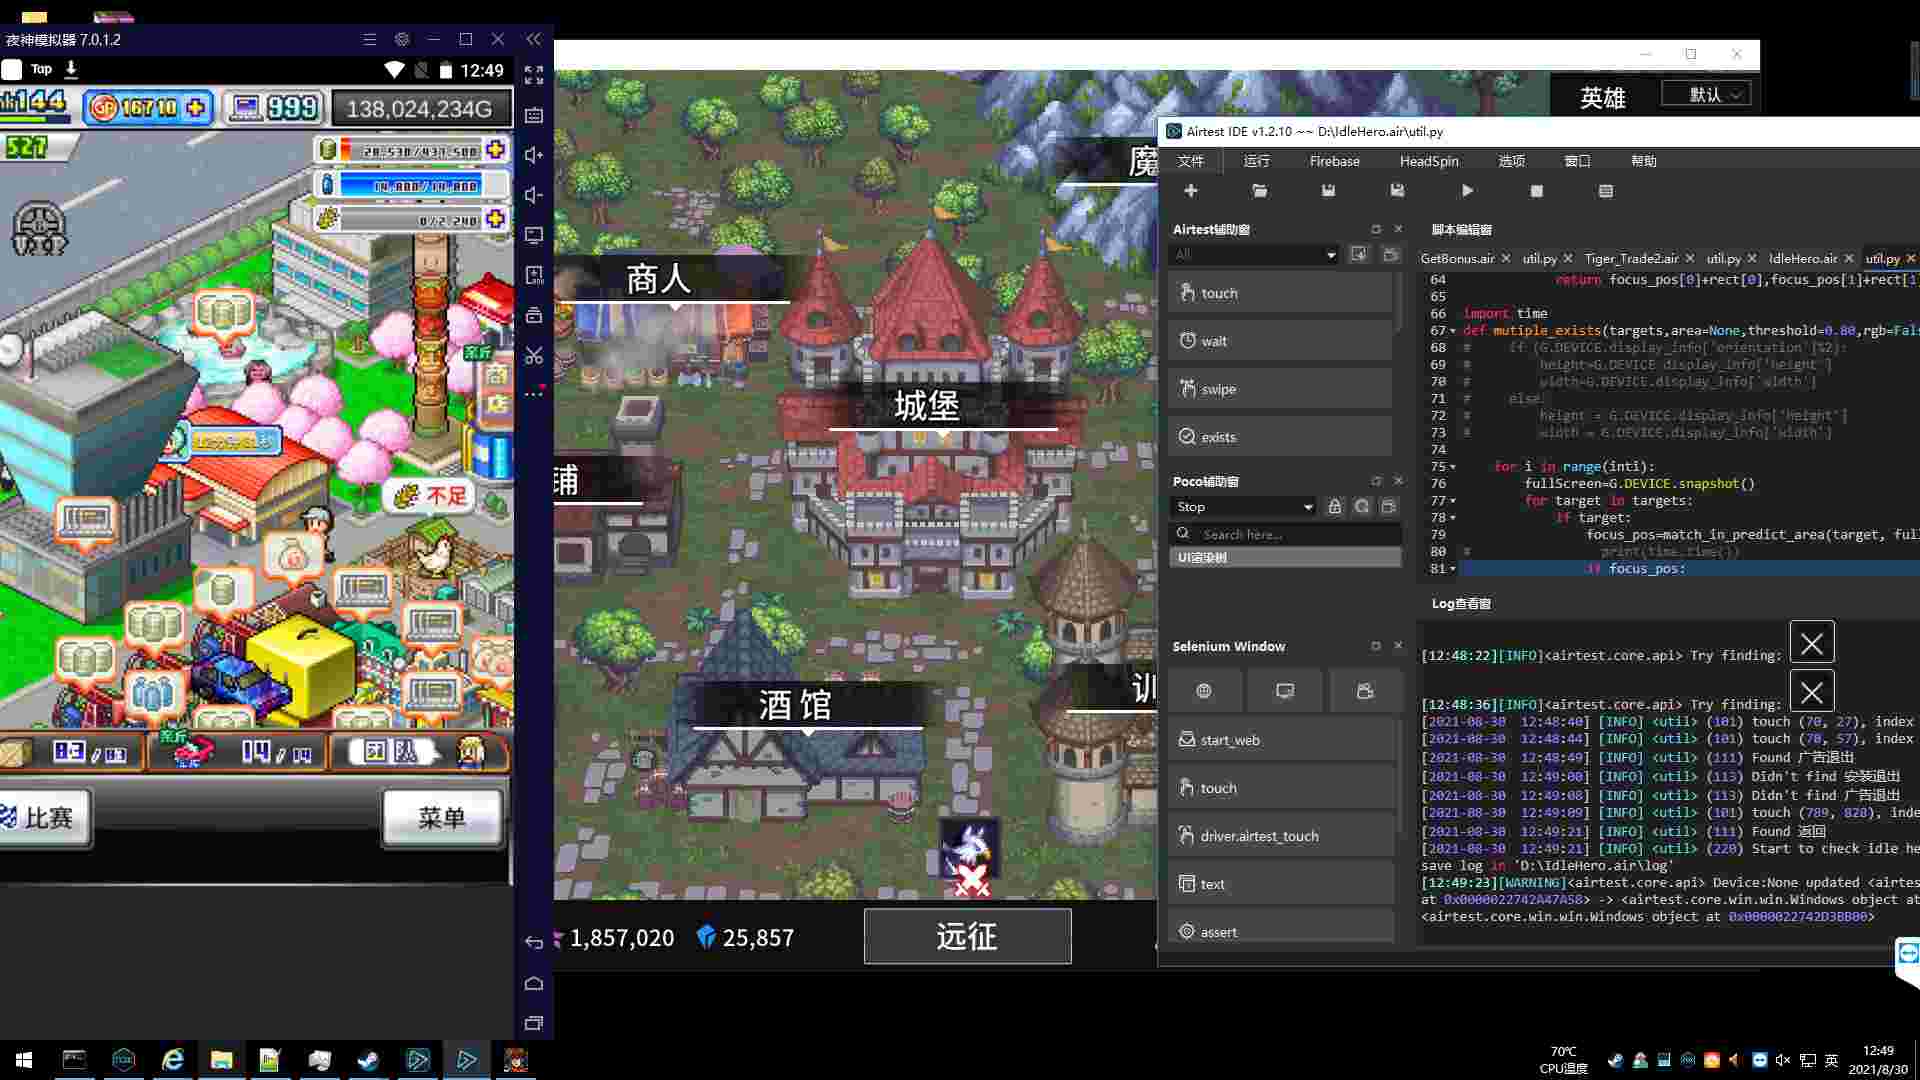 夜神模拟器 7.0.1.2
Tap
12:49
144
16710
999
138,024,234G
527
28,530/437,500
14,800/14,800
0/2,240
亲丘
商店
不足
83/83
亲丘
14/14
团队
比赛
菜单
商人
城堡
铺
酒馆
魔
训
英雄
默认
1,857,020
25,857
远征
Airtest IDE v1.2.10 ~~ D:\IdleHero.air\util.py
文件 运行 Firebase HeadSpin 选项 窗口 帮助
Airtest辅助窗
All
touch
wait
swipe
exists
Poco辅助窗
Stop
Search here...
UI渲染树
Selenium Window
start_web
touch
driver.airtest_touch
text
assert
脚本编辑窗
GetBonus.air util.py Tiger_Trade2.air util.py IdleHero.air util.py
64 return focus_pos[0]+rect[0],focus_pos[1]+rect[1
65
66 import time
67 def mutiple_exists(targets,area=None,threshold=0.80,rgb=Fal
68 # if (G.DEVICE.display_info['orientation']%2):
69 # height=G.DEVICE.display_info['height']
70 # width=G.DEVICE.display_info['width']
71 # else:
72 # height = G.DEVICE.display_info['height']
73 # width = G.DEVICE.display_info['width']
74
75 for i in range(inti):
76 fullScreen=G.DEVICE.snapshot()
77 for target in targets:
78 if target:
79 focus_pos=match_in_predict_area(target, ful
80 # print(time.time())
81 if focus_pos:
Log查看窗
[12:48:22][INFO]<airtest.core.api> Try finding:
[12:48:36][INFO]<airtest.core.api> Try finding:
[2021-08-30 12:48:40] [INFO] <util> (101) touch (70, 27), index
[2021-08-30 12:48:44] [INFO] <util> (101) touch (78, 57), index
[2021-08-30 12:48:49] [INFO] <util> (111) Found 广告退出
[2021-08-30 12:49:00] [INFO] <util> (113) Didn't find 安装退出
[2021-08-30 12:49:08] [INFO] <util> (113) Didn't find 广告退出
[2021-08-30 12:49:09] [INFO] <util> (101) touch (789, 828), inde
[2021-08-30 12:49:21] [INFO] <util> (111) Found 返回
[2021-08-30 12:49:21] [INFO] <util> (220) Start to check idle he
save log in 'D:\IdleHero.air\log'
[12:49:23][WARNING]<airtest.core.api> Device:None updated <airtes
at 0x0000022742A47A58> -> <airtest.core.win.win.Windows object at
<airtest.core.win.win.Windows object at 0x0000022742D3BB00>
70℃
CPU温度
英
12:49
2021/8/30